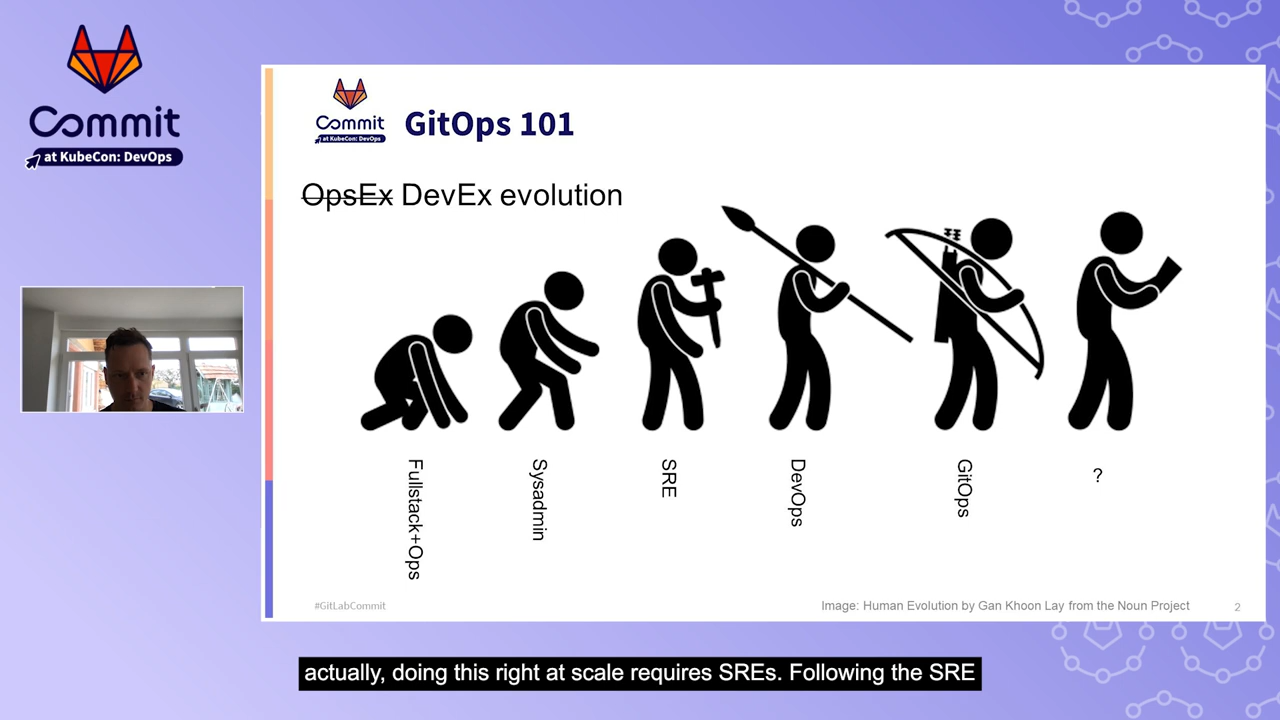 Commit
at KubeCon: DevOps
Commit
at KubeCon: DevOps
GitOps 101
OpsEx DevEx evolution
Fullstack+Ops
Sysadmin
SRE
DevOps
GitOps
?
#GitLabCommit
Image: Human Evolution by Gan Khoon Lay from the Noun Project
2
actually, doing this right at scale requires SREs. Following the SRE